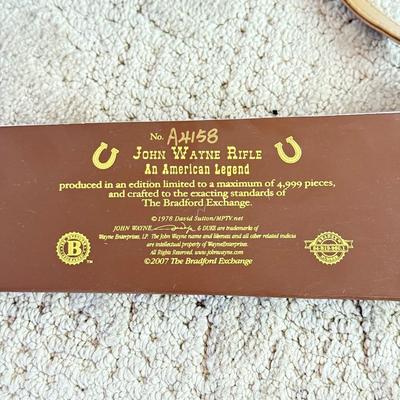 No. A4158
JOHN WAYNE RIFLE
An American Legend
produced in an edition limited to a maximum of 4,999 pieces,
and crafted to the exacting standards of
The Bradford Exchange.
©1978 David Sutton/MPTV.net
JOHN WAYNE, & DUKE are trademarks of
Wayne Enterprises, LP. The John Wayne name and likeness and all other related indicia
are intellectual property of WayneEnterprises.
All Rights Reserved. www.johnwayne.com
©2007 The Bradford Exchange
B
TM